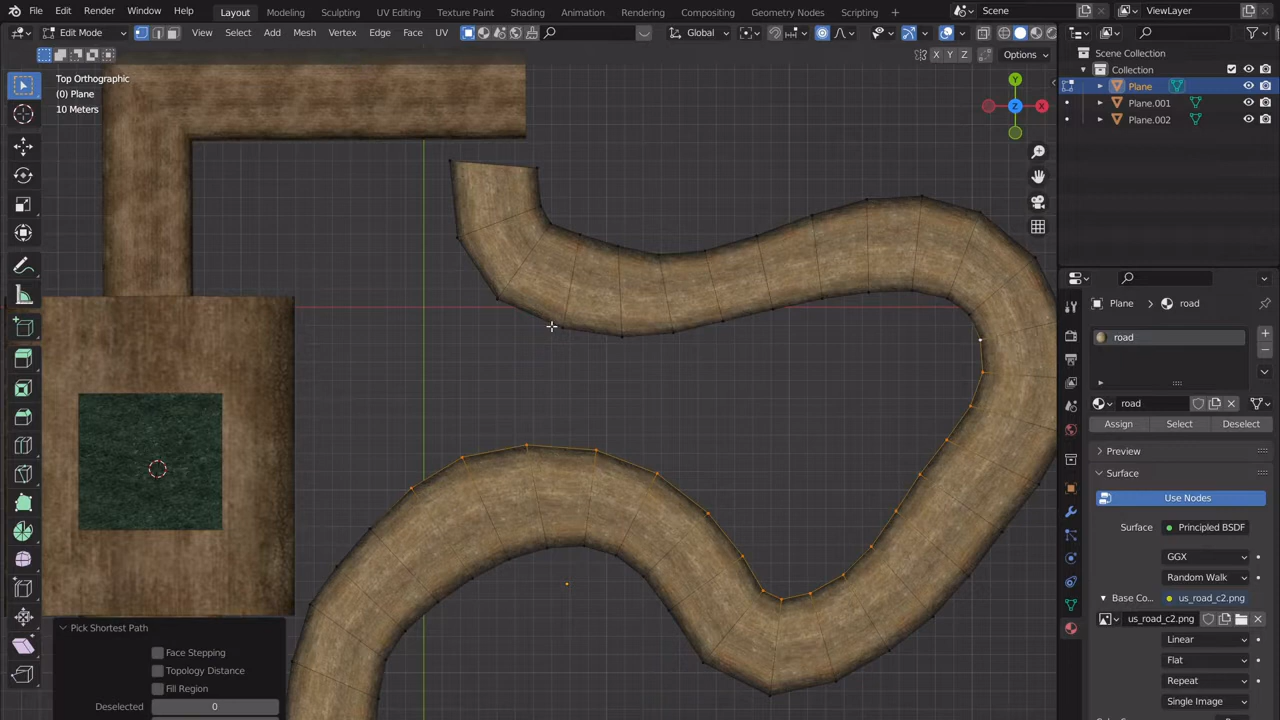 File Edit Render Window Help Layout Modeling Sculpting UV Editing Texture Paint Shading Animation Rendering Compositing Geometry Nodes Scripting + Scene ViewLayer
Edit Mode View Select Add Mesh Vertex Edge Face UV Global
X Y Z Options
Top Orthographic
(0) Plane
10 Meters
Y
Z X
Scene Collection
Collection
Plane
Plane.001
Plane.002
Plane road
road
road
Assign Select Deselect
Preview
Surface
Use Nodes
Surface Principled BSDF
GGX
Random Walk
Base Co... us_road_c2.png
us_road_c2.png
Linear
Flat
Repeat
Single Image
Pick Shortest Path
Face Stepping
Topology Distance
Fill Region
Deselected 0